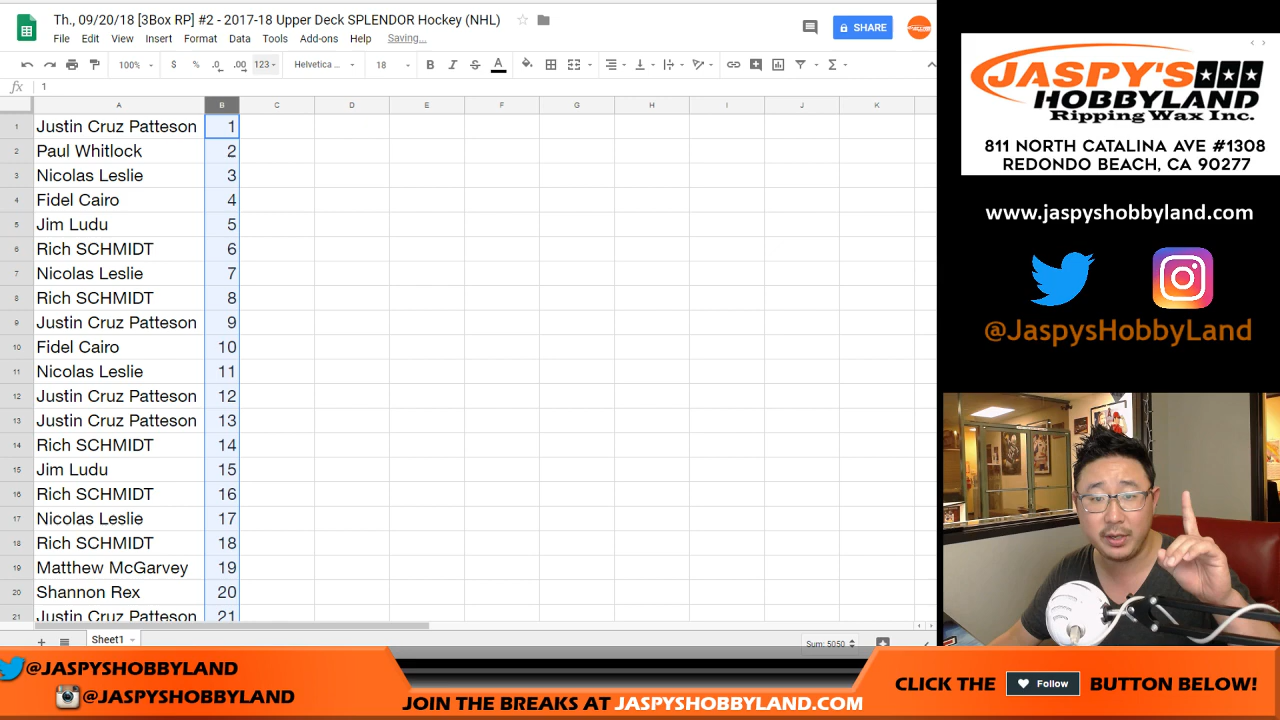 Th., 09/20/18 [3Box RP] #2 - 2017-18 Upper Deck SPLENDOR Hockey (NHL)
File Edit View Insert Format Data Tools Add-ons Help Saving...
SHARE
100% $ % .0 .00 123 Helvetica ... 18 B I S A
fx 1
A B C D E F G H I J K
1 Justin Cruz Patteson 1
2 Paul Whitlock 2
3 Nicolas Leslie 3
4 Fidel Cairo 4
5 Jim Ludu 5
6 Rich SCHMIDT 6
7 Nicolas Leslie 7
8 Rich SCHMIDT 8
9 Justin Cruz Patteson 9
10 Fidel Cairo 10
11 Nicolas Leslie 11
12 Justin Cruz Patteson 12
13 Justin Cruz Patteson 13
14 Rich SCHMIDT 14
15 Jim Ludu 15
16 Rich SCHMIDT 16
17 Nicolas Leslie 17
18 Rich SCHMIDT 18
19 Matthew McGarvey 19
20 Shannon Rex 20
21 Justin Cruz Patteson 21
Sheet1
Sum: 5050
JASPY'S
HOBBYLAND
Ripping Wax Inc.
811 NORTH CATALINA AVE #1308
REDONDO BEACH, CA 90277
www.jaspyshobbyland.com
@JaspysHobbyLand
@JASPYSHOBBYLAND
@JASPYSHOBBYLAND
JOIN THE BREAKS AT JASPYSHOBBYLAND.COM
CLICK THE Follow BUTTON BELOW!